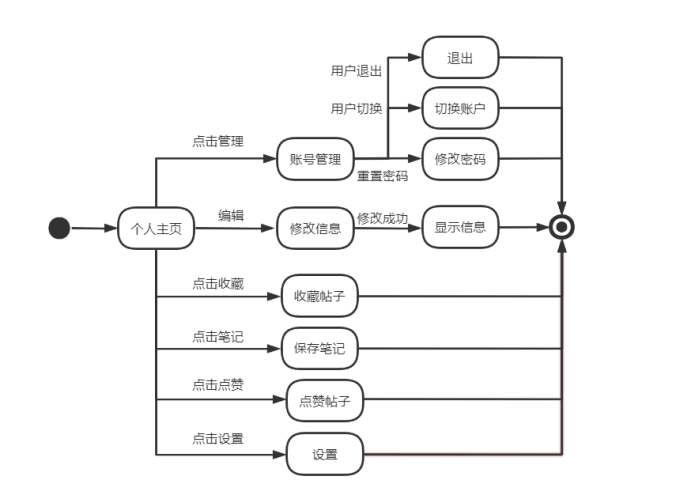 用户退出
退出
用户切换
切换账户
点击管理
账号管理
修改密码
重置密码
个人主页
编辑
修改信息
修改成功
显示信息
点击收藏
收藏帖子
点击笔记
保存笔记
点击点赞
点赞帖子
点击设置
设置